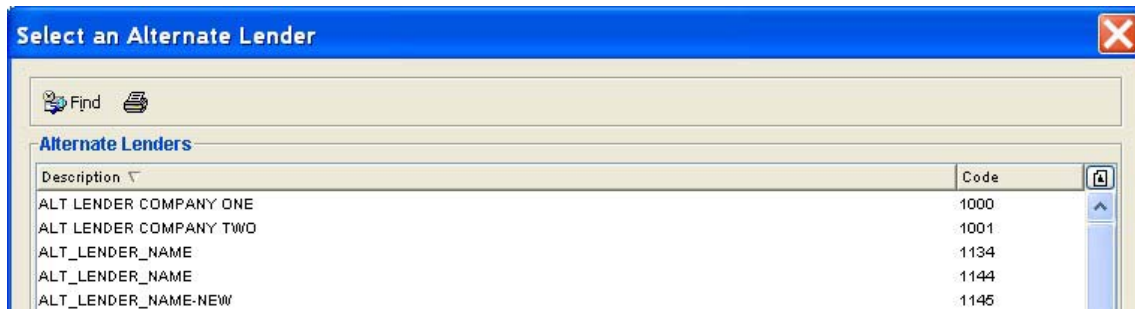 Select an Alternate Lender
Find
Alternate Lenders
Description Code
ALT LENDER COMPANY ONE 1000
ALT LENDER COMPANY TWO 1001
ALT_LENDER_NAME 1134
ALT_LENDER_NAME 1144
ALT_LENDER_NAME-NEW 1145